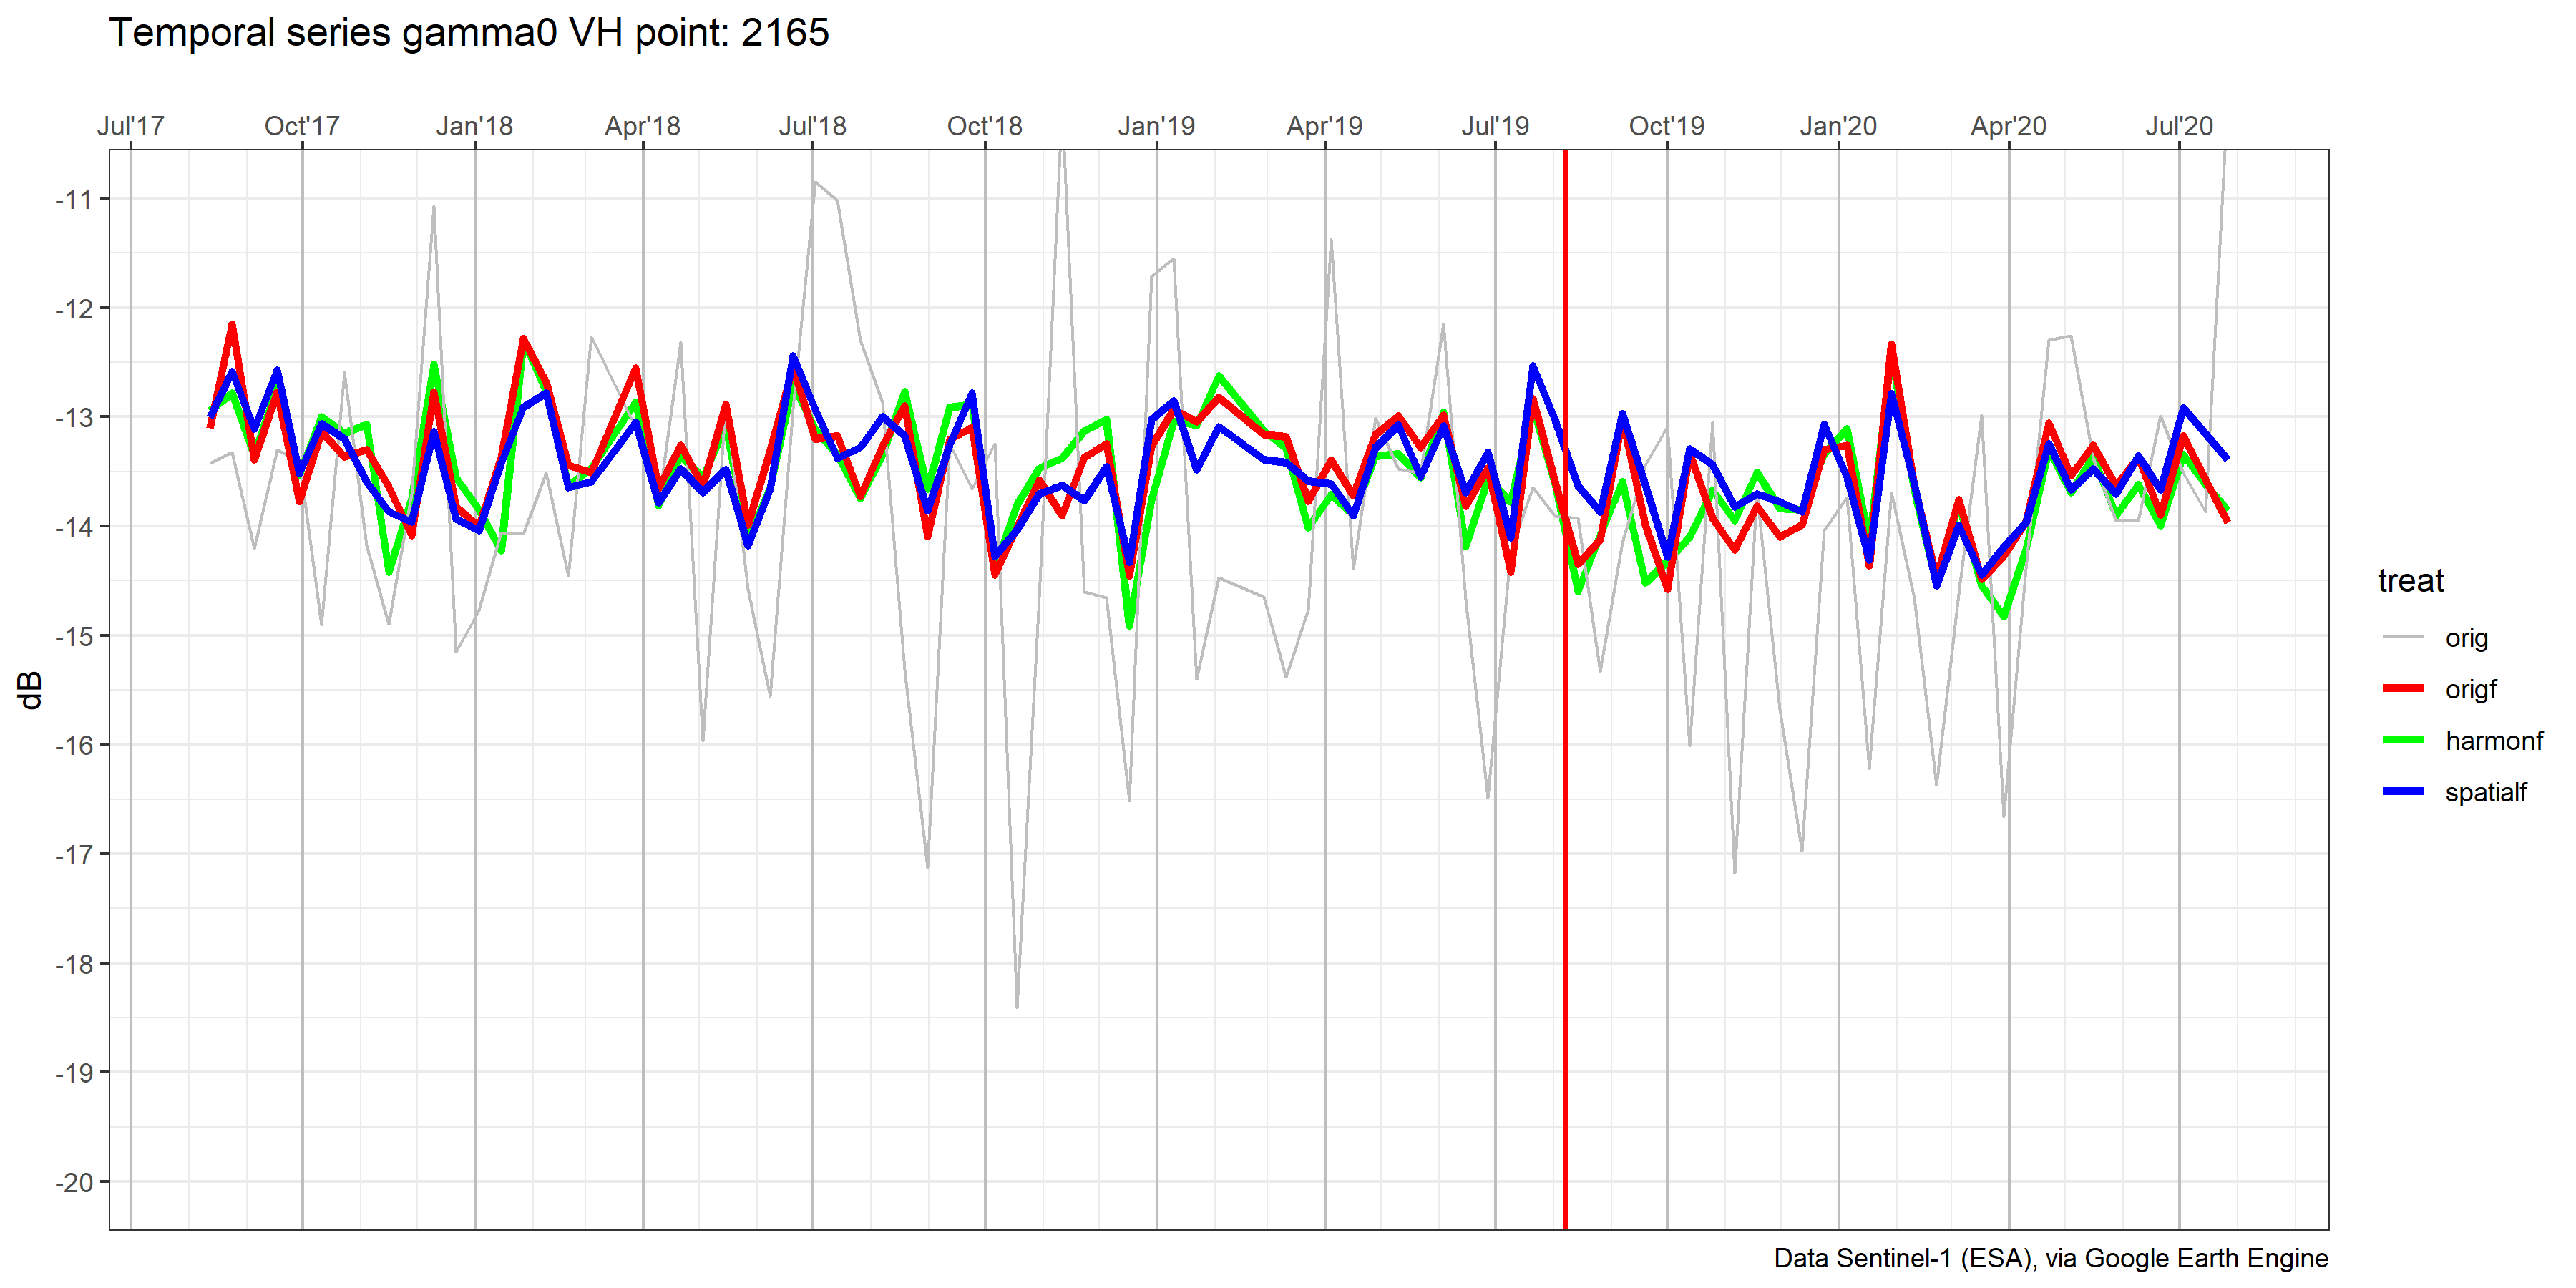 Temporal series gamma0 VH point: 2165
Jul'17 Oct'17 Jan'18 Apr'18 Jul'18 Oct'18 Jan'19 Apr'19 Jul'19 Oct'19 Jan'20 Apr'20 Jul'20
-11
-12
-13
-14
-15
-16
-17
-18
-19
-20
dB
treat
orig
origf
harmonf
spatialf
Data Sentinel-1 (ESA), via Google Earth Engine